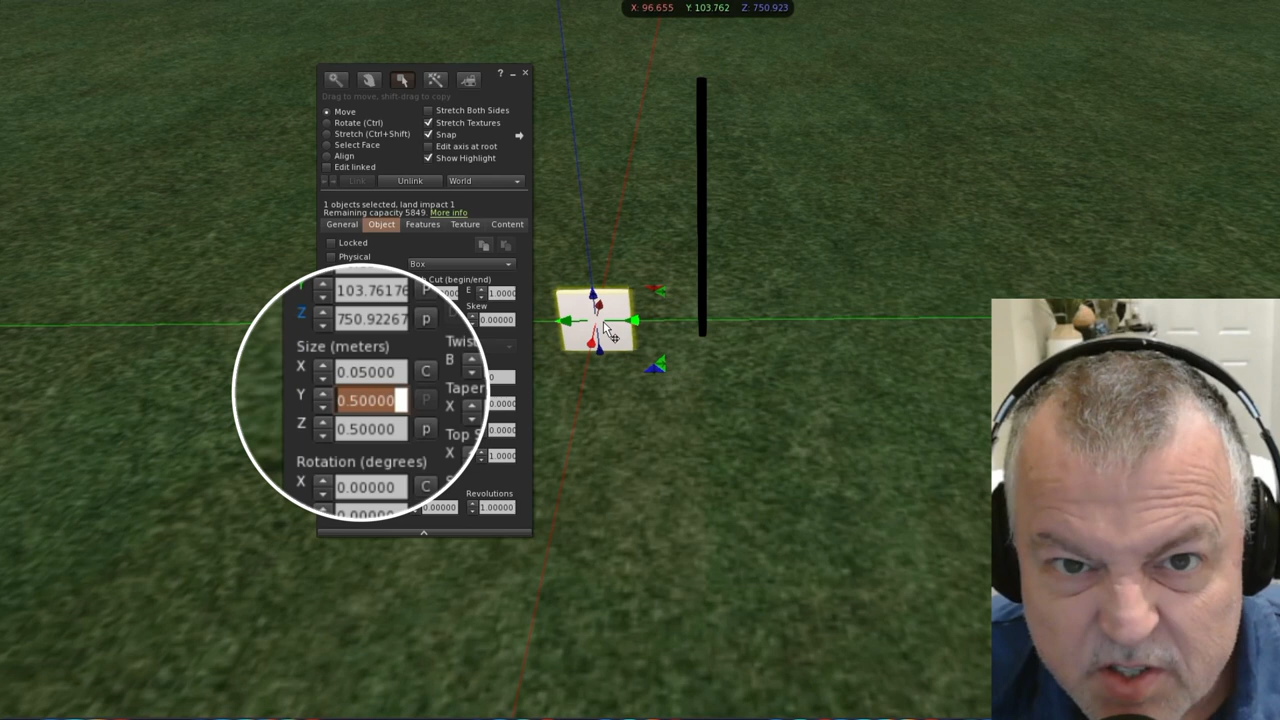 X: 96.655 Y: 103.762 Z: 750.923
?
Drag to move, shift-drag to copy
Move
Rotate (Ctrl)
Stretch (Ctrl+Shift)
Select Face
Align
Edit linked
Stretch Both Sides
Stretch Textures
Snap
Edit axis at root
Show Highlight
Link
Unlink
World
1 objects selected, land impact 1
Remaining capacity 5849. More info
General Object Features Texture Content
Locked
Physical
Box
Cut (begin/end)
E 1.0000
Skew
0.00000
103.76176
Z 750.92267 p
Size (meters)
X 0.05000 C
Y 0.50000 P
Z 0.50000 p
Rotation (degrees)
X 0.00000 C
0.00000
Twis
B
Taper
X
Top S
X
1.0000
Revolutions
0.00000 1.00000